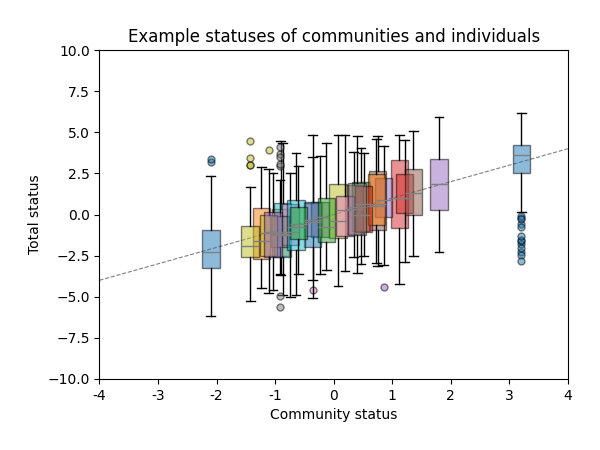 Example statuses of communities and individuals
10.0
7.5
5.0
2.5
0.0
−2.5
−5.0
−7.5
−10.0
Total status
-4 -3 -2 -1 0 1 2 3 4
Community status